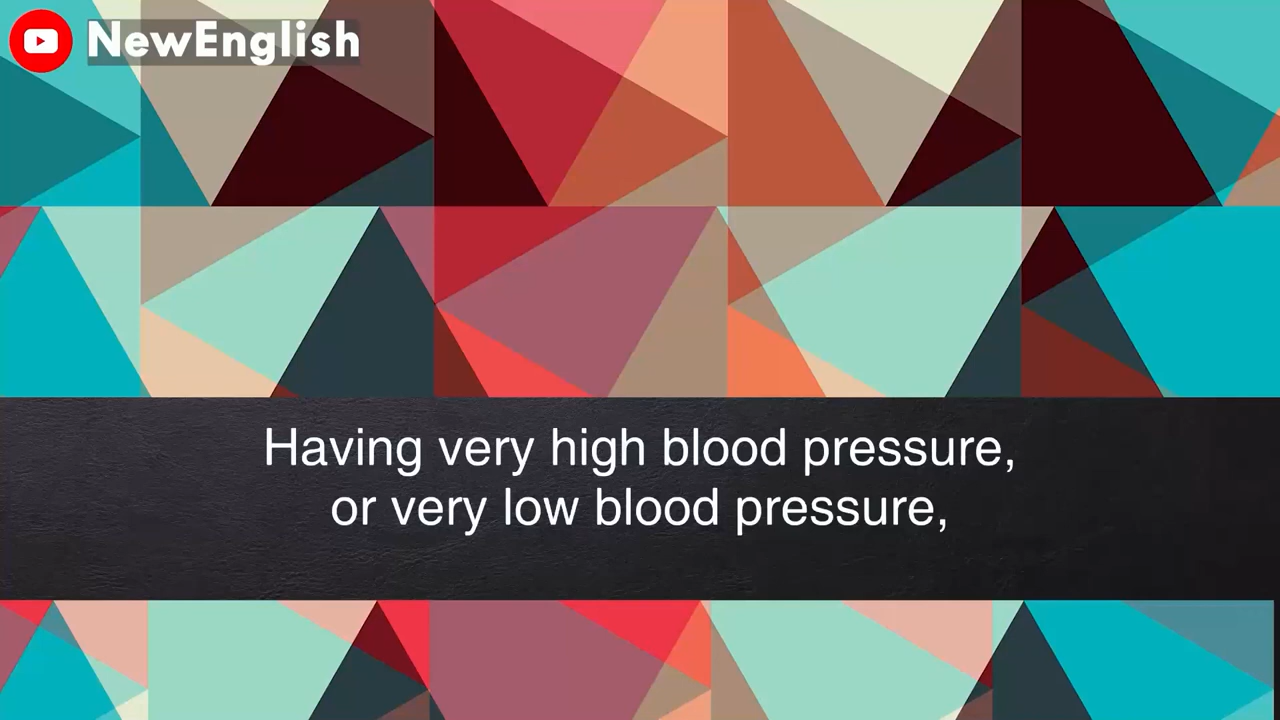 NewEnglish
Having very high blood pressure,
or very low blood pressure,